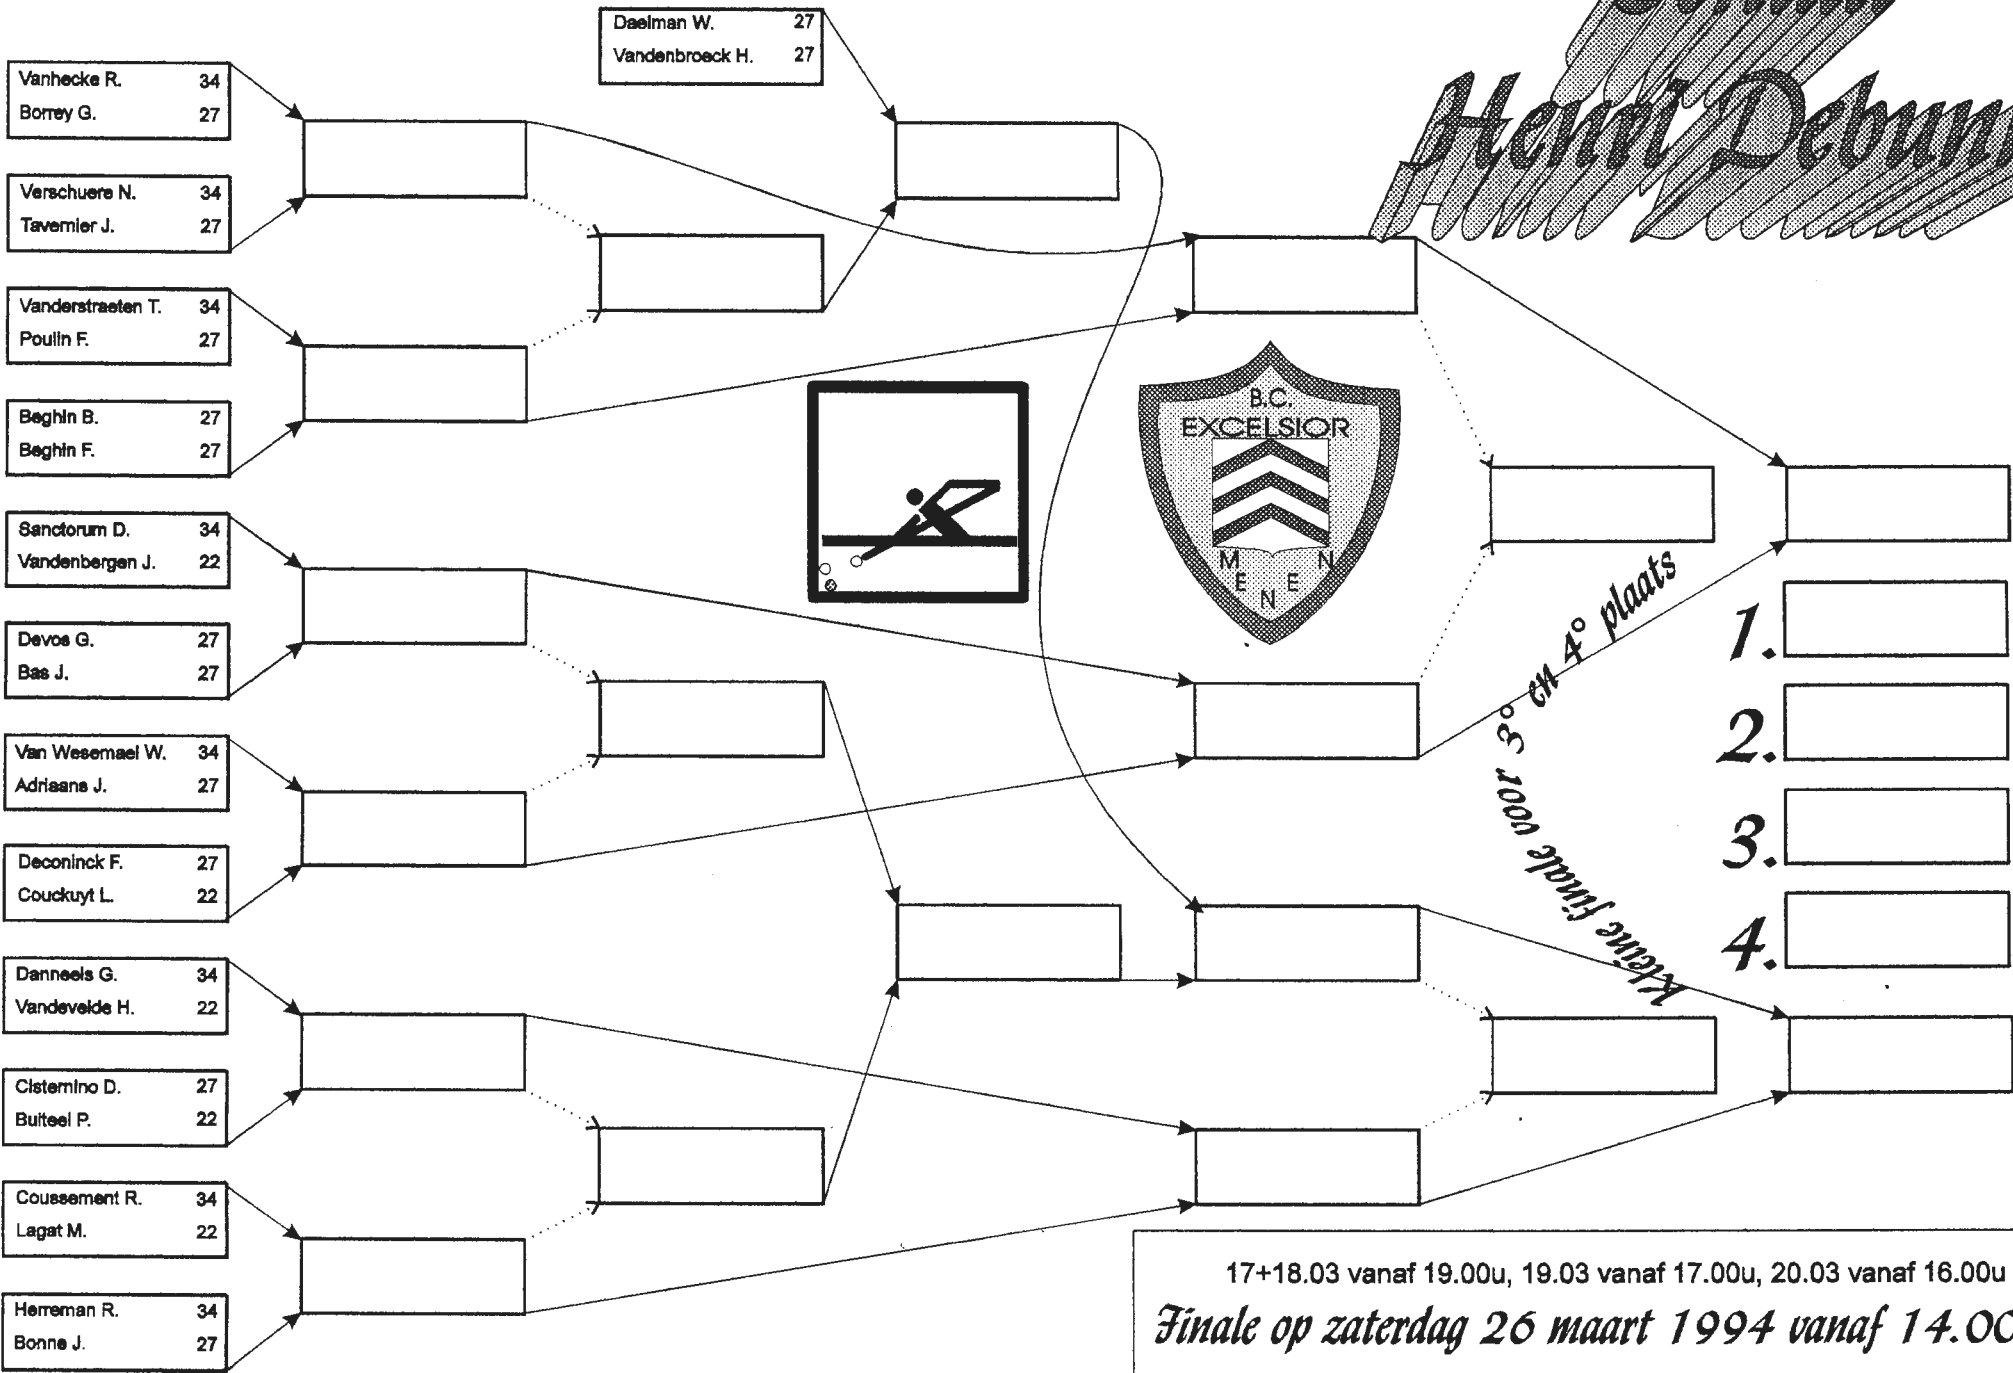 Daelman W. 27
Vandenbroeck H. 27
Henri Debun
Vanhecke R. 34
Borrey G. 27
Verschuere N. 34
Tavernier J. 27
Vanderstraeten T. 34
Poulin F. 27
Beghin B. 27
Beghin F. 27
Sanctorum D. 34
Vandenbergen J. 22
Devos G. 27
Bas J. 27
Van Wesemael W. 34
Adriaans J. 27
Deconinck F. 27
Couckuyt L. 22
Danneels G. 34
Vandevelde H. 22
Cisternino D. 27
Buiteel P. 22
Coussement R. 34
Lagat M. 22
Herreman R. 34
Bonne J. 27
B.C.
EXCELSIOR
MENEN
Kleine finale voor 3° en 4° plaats
1.
2.
3.
4.
17+18.03 vanaf 19.00u, 19.03 vanaf 17.00u, 20.03 vanaf 16.00u
Finale op zaterdag 26 maart 1994 vanaf 14.00